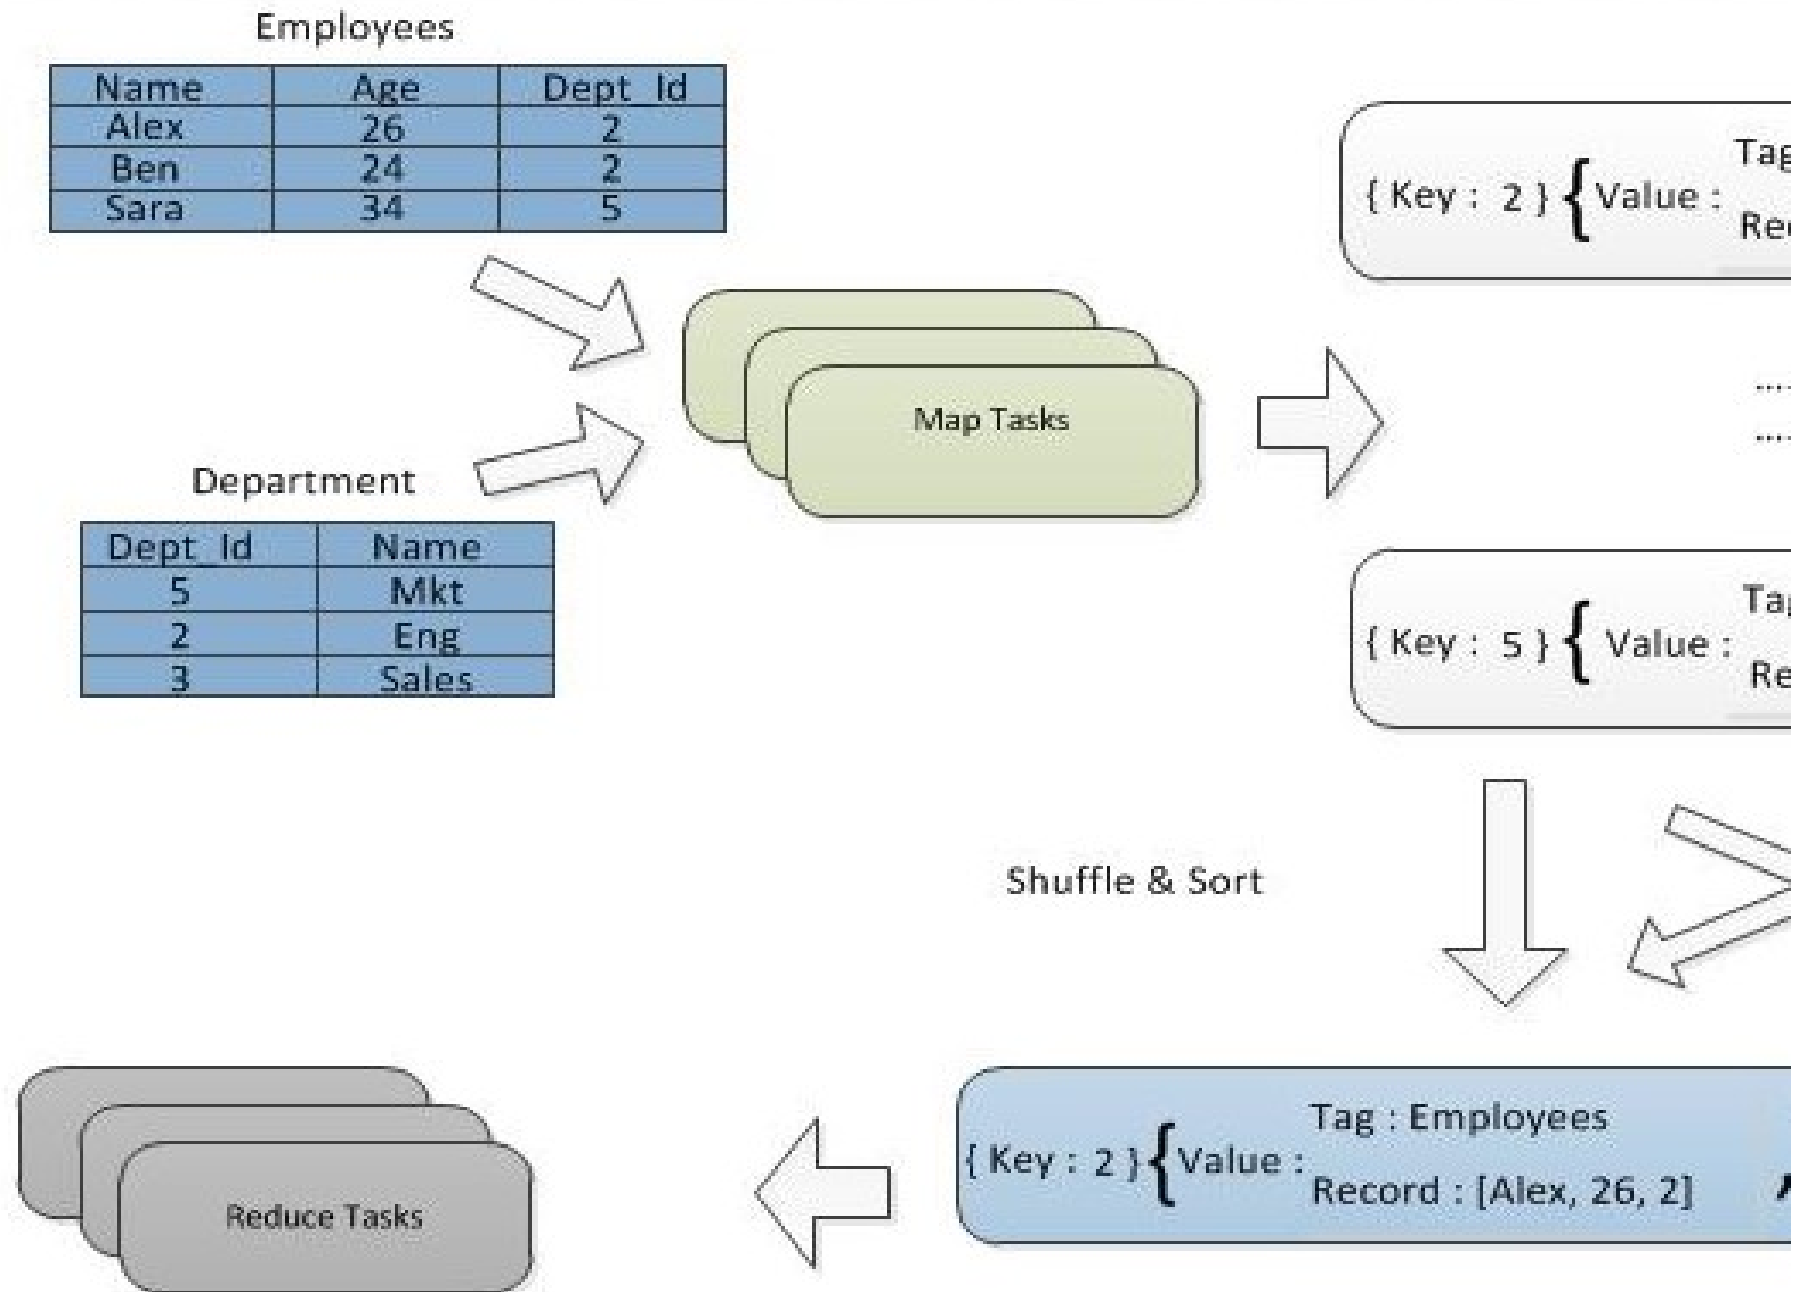 Employees
Name Age Dept_Id
Alex 26 2
Ben 24 2
Sara 34 5
{ Key : 2 } { Value :
Map Tasks
.....
....
Department
Dept_Id Name
5 Mkt
2 Eng
3 Sales
{ Key : 5 } { Value :
Shuffle & Sort
Tag : Employees
{ Key : 2 } { Value :
Record : [Alex, 26, 2]
Reduce Tasks